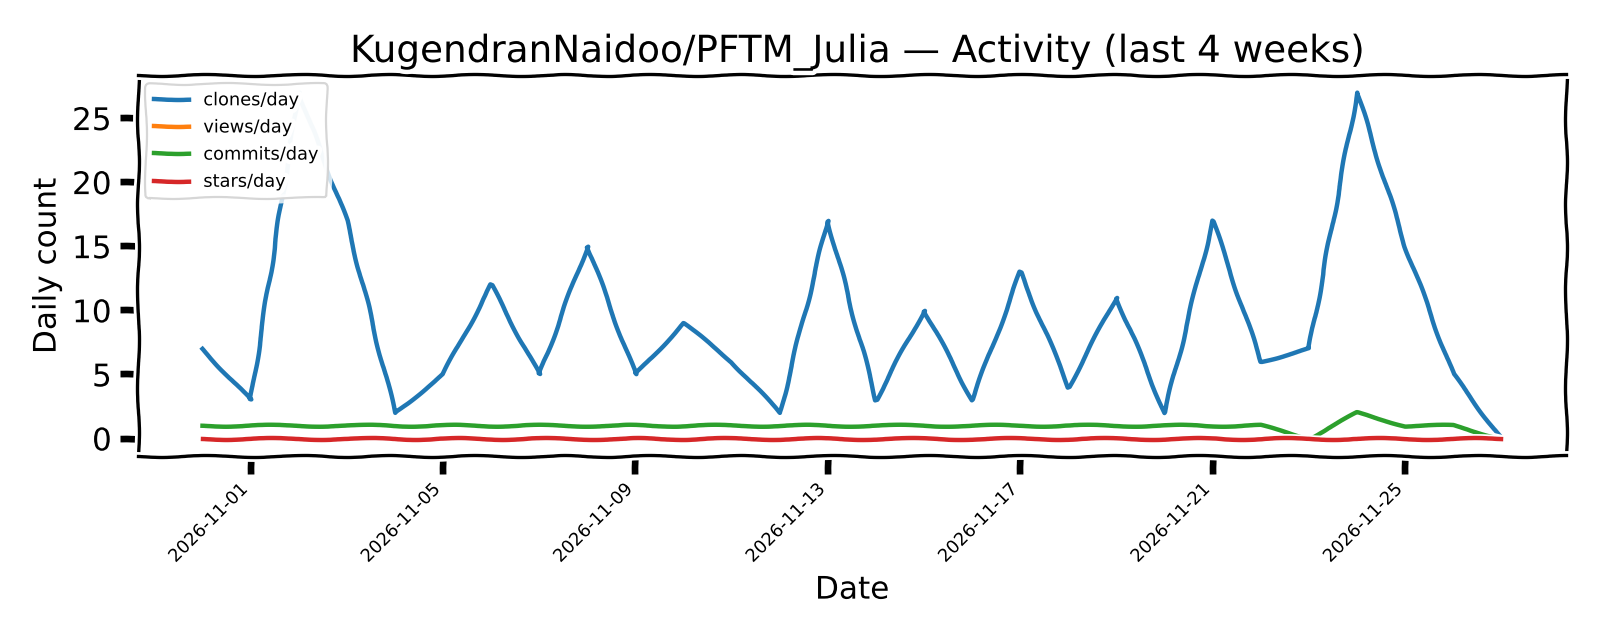 KugendranNaidoo/PFTM_Julia — Activity (last 4 weeks)
clones/day
views/day
commits/day
stars/day
Daily count
25
20
15
10
5
0
2026-11-01
2026-11-05
2026-11-09
2026-11-13
2026-11-17
2026-11-21
2026-11-25
Date